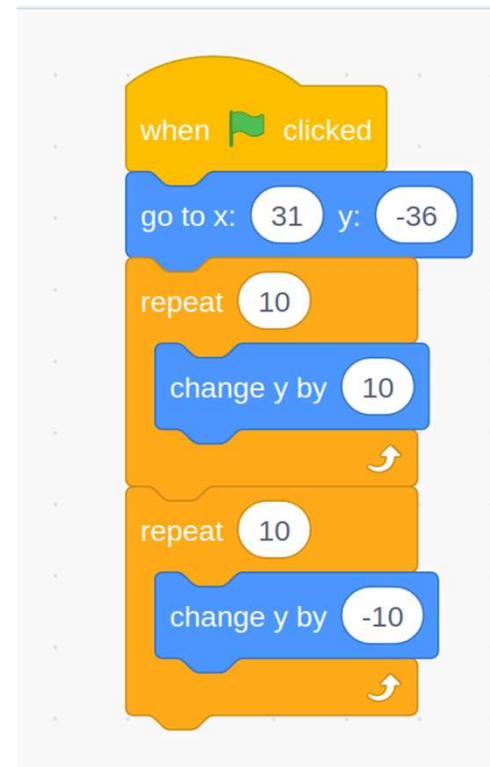 when clicked
go to x: 31 y: -36
repeat 10
change y by 10
repeat 10
change y by -10